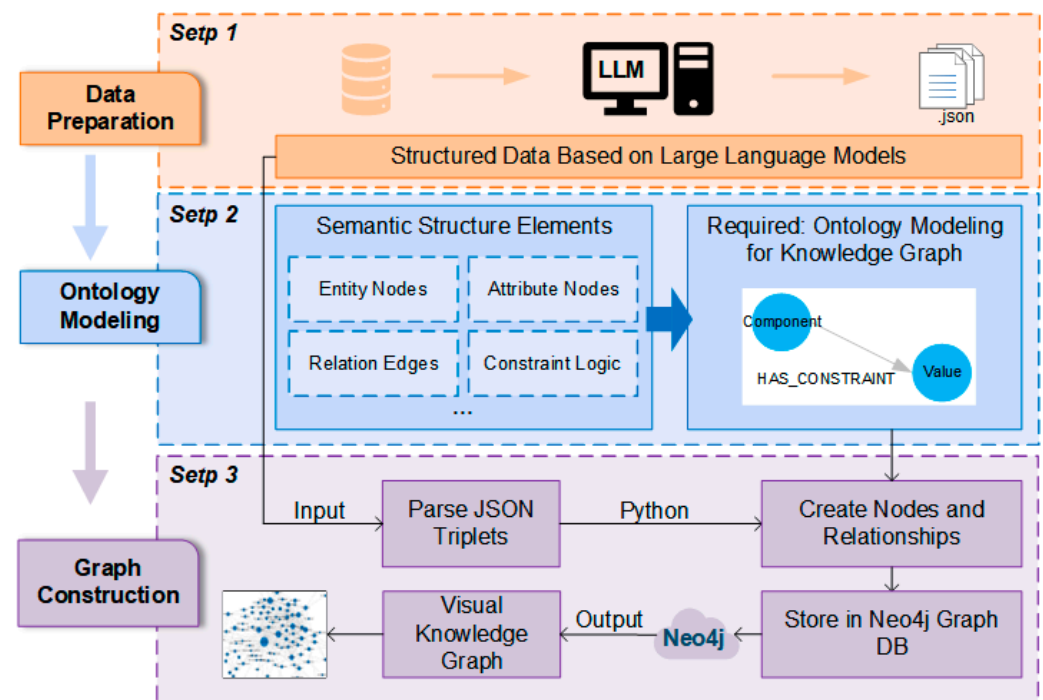 Setp 1
LLM
.json
Data
Preparation
Structured Data Based on Large Language Models
Setp 2
Semantic Structure Elements
Entity Nodes
Attribute Nodes
Relation Edges
Constraint Logic
...
Required: Ontology Modeling
for Knowledge Graph
Component
HAS_CONSTRAINT
Value
Ontology
Modeling
Setp 3
Input
Parse JSON
Triplets
Python
Create Nodes and
Relationships
Graph
Construction
Visual
Knowledge
Graph
Output
Neo4j
Store in Neo4j Graph
DB